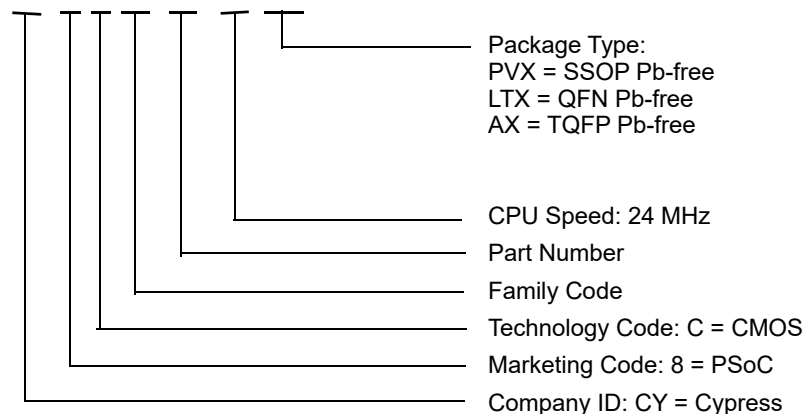 Package Type:
PVX = SSOP Pb-free
LTX = QFN Pb-free
AX = TQFP Pb-free
CPU Speed: 24 MHz
Part Number
Family Code
Technology Code: C = CMOS
Marketing Code: 8 = PSoC
Company ID: CY = Cypress